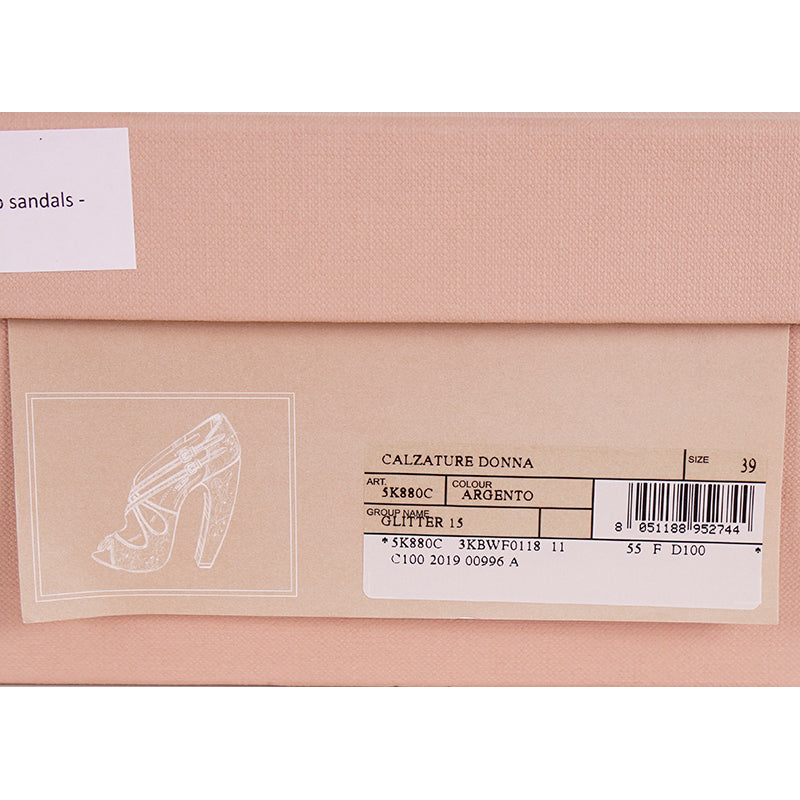 sandals -
CALZATURE DONNA
SIZE 39
ART.
5K880C
COLOUR
ARGENTO
GROUP NAME
GLITTER 15
8 051188 952744
*5K880C 3KBWF0118 11 55 F D100 *
C100 2019 00996 A